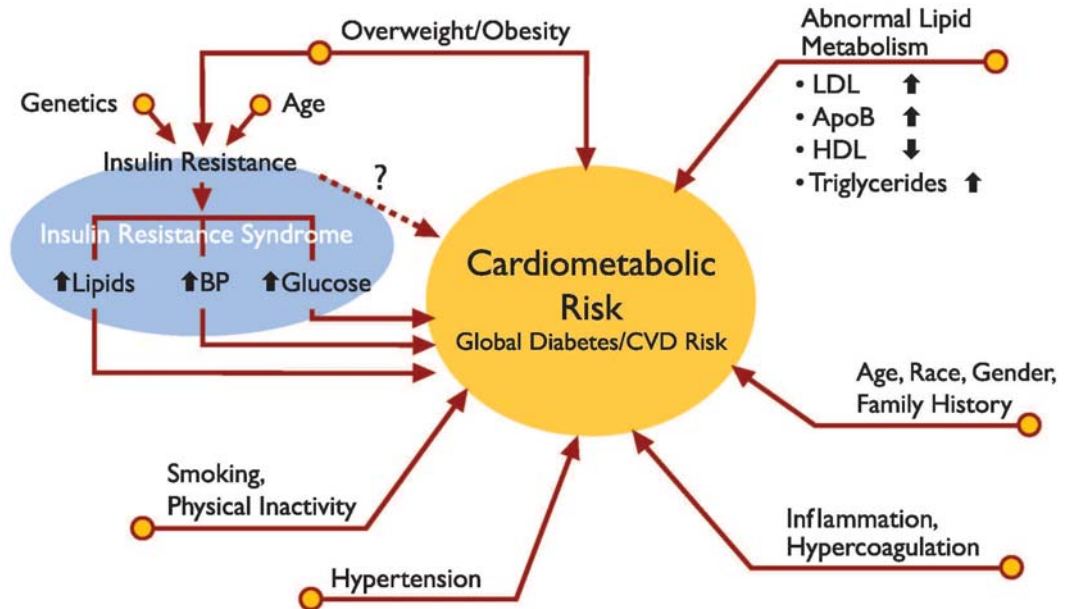 Overweight/Obesity
Abnormal Lipid
Metabolism
• LDL ⬆
• ApoB ⬆
• HDL ⬇
• Triglycerides ⬆
Genetics
Age
Insulin Resistance
?
Insulin Resistance Syndrome
⬆Lipids
⬆BP
⬆Glucose
Cardiometabolic
Risk
Global Diabetes/CVD Risk
Age, Race, Gender,
Family History
Smoking,
Physical Inactivity
Inflammation,
Hypercoagulation
Hypertension